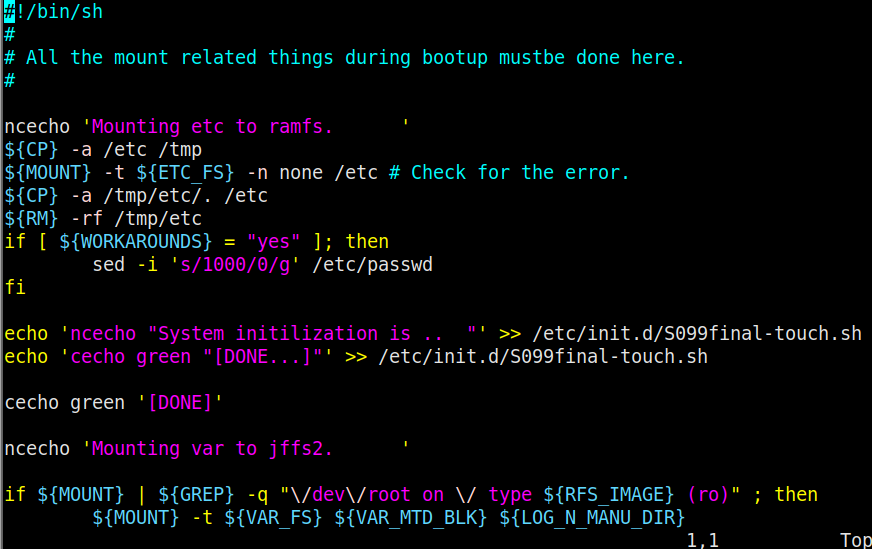 #!/bin/sh
#
# All the mount related things during bootup mustbe done here.
#
ncecho 'Mounting etc to ramfs.      '
${CP} -a /etc /tmp
${MOUNT} -t ${ETC_FS} -n none /etc # Check for the error.
${CP} -a /tmp/etc/. /etc
${RM} -rf /tmp/etc
if [ ${WORKAROUNDS} = "yes" ]; then
        sed -i 's/1000/0/g' /etc/passwd
fi
echo 'ncecho "System initilization is ..  "' >> /etc/init.d/S099final-touch.sh
echo 'cecho green "[DONE...]"' >> /etc/init.d/S099final-touch.sh
cecho green '[DONE]'
ncecho 'Mounting var to jffs2.      '
if ${MOUNT} | ${GREP} -q "\/dev\/root on \/ type ${RFS_IMAGE} (ro)" ; then
        ${MOUNT} -t ${VAR_FS} ${VAR_MTD_BLK} ${LOG_N_MANU_DIR}
1,1           Top